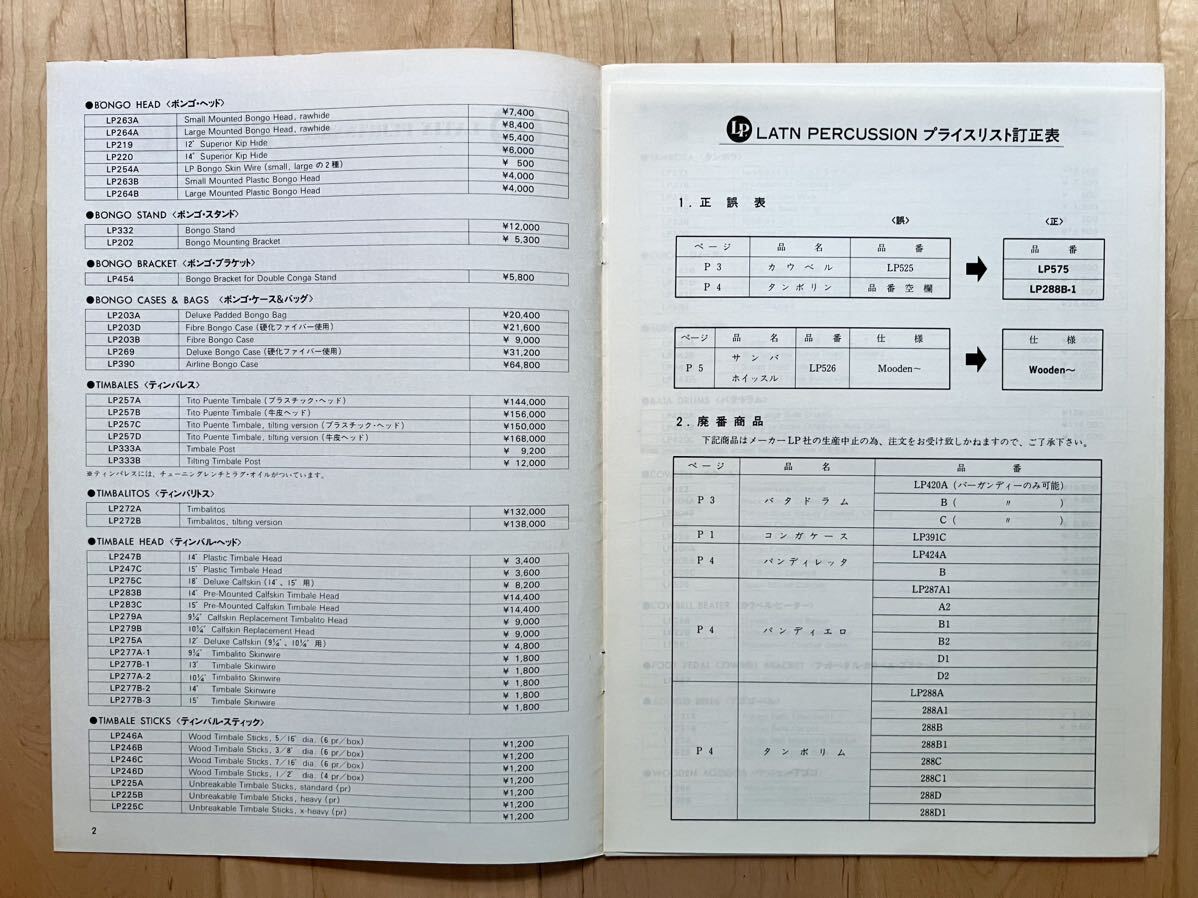 ●BONGO HEAD〈ボンゴ・ヘッド〉
LP263A Small Mounted Bongo Head, rawhide ¥7,400
LP264A Large Mounted Bongo Head, rawhide ¥8,400
LP219 12″ Superior Kip Hide ¥5,400
LP220 14″ Superior Kip Hide ¥6,000
LP254A LP Bongo Skin Wire (small, largeの2種) ¥ 500
LP263B Small Mounted Plastic Bongo Head ¥4,000
LP264B Large Mounted Plastic Bongo Head ¥4,000
●BONGO STAND〈ボンゴ・スタンド〉
LP332 Bongo Stand ¥12,000
LP202 Bongo Mounting Bracket ¥ 5,300
●BONGO BRACKET〈ボンゴ・ブラケット〉
LP454 Bongo Bracket for Double Conga Stand ¥5,800
●BONGO CASES & BAGS 〈ボンゴ・ケース&バッグ〉
LP203A Deluxe Padded Bongo Bag ¥20,400
LP203D Fibre Bongo Case (硬化ファイバー使用) ¥21,600
LP203B Fibre Bongo Case ¥ 9,000
LP269 Deluxe Bongo Case (硬化ファイバー使用) ¥31,200
LP390 Airline Bongo Case ¥64,800
●TIMBALES〈ティンバレス〉
LP257A Tito Puente Timbale (プラスチック・ヘッド) ¥144,000
LP257B Tito Puente Timbale (牛皮ヘッド) ¥156,000
LP257C Tito Puente Timbale, tilting version (プラスチック・ヘッド) ¥150,000
LP257D Tito Puente Timbale, tilting version (牛皮ヘッド) ¥168,000
LP333A Timbale Post ¥ 9,200
LP333B Tilting Timbale Post ¥ 12,000
※ティンバレスには、チューニングレンチとラグ・オイルがついています。
●TIMBALITOS〈ティンバリトス〉
LP272A Timbalitos ¥132,000
LP272B Timbalitos, tilting version ¥138,000
●TIMBALE HEAD〈ティンバル・ヘッド〉
LP247B 14″ Plastic Timbale Head ¥ 3,400
LP247C 15″ Plastic Timbale Head ¥ 3,600
LP275C 18″ Deluxe Calfskin (14″、15″用) ¥ 8,200
LP283B 14″ Pre-Mounted Calfskin Timbale Head ¥14,400
LP283C 15″ Pre-Mounted Calfskin Timbale Head ¥14,400
LP279A 9¼″ Calfskin Replacement Timbalito Head ¥ 9,000
LP279B 10¼″ Calfskin Replacement Head ¥ 9,000
LP275A 12″ Deluxe Calfskin (9¼″、10¼″用) ¥ 4,800
LP277A-1 9¼″ Timbalito Skinwire ¥ 1,800
LP277B-1 13″ Timbale Skinwire ¥ 1,800
LP277A-2 10¼″ Timbalito Skinwire ¥ 1,800
LP277B-2 14″ Timbale Skinwire ¥ 1,800
LP277B-3 15″ Timbale Skinwire ¥ 1,800
●TIMBALE STICKS〈ティンバル・スティック〉
LP246A Wood Timbale Sticks, 5/16″ dia. (6 pr/box) ¥1,200
LP246B Wood Timbale Sticks, 3/8″ dia. (6 pr/box) ¥1,200
LP246C Wood Timbale Sticks, 7/16″ dia. (6 pr/box) ¥1,200
LP246D Wood Timbale Sticks, 1/2″ dia. (4 pr/box) ¥1,200
LP225A Unbreakable Timbale Sticks, standard (pr) ¥1,200
LP225B Unbreakable Timbale Sticks, heavy (pr) ¥1,200
LP225C Unbreakable Timbale Sticks, x-heavy (pr) ¥1,200
2
LP LATN PERCUSSION プライスリスト訂正表
1.正誤表
〈誤〉 〈正〉
ページ 品名 品番 品番
P3 カウベル LP525 LP575
P4 タンボリン 品番空欄 LP288B-1
ページ 品名 品番 仕様 仕様
P5 サンバホイッスル LP526 Mooden〜 Wooden〜
2.廃番商品
下記商品はメーカーLP社の生産中止の為、注文をお受け致しかねますので、ご了承下さい。
ページ 品名 品番
P3 バタドラム LP420A (バーガンディーのみ可能)
B (〃)
C (〃)
P1 コンガケース LP391C
P4 パンディレッタ LP424A
B
P4 パンディエロ LP287A1
A2
B1
B2
D1
D2
P4 タンボリム LP288A
288A1
288B
288B1
288C
288C1
288D
288D1